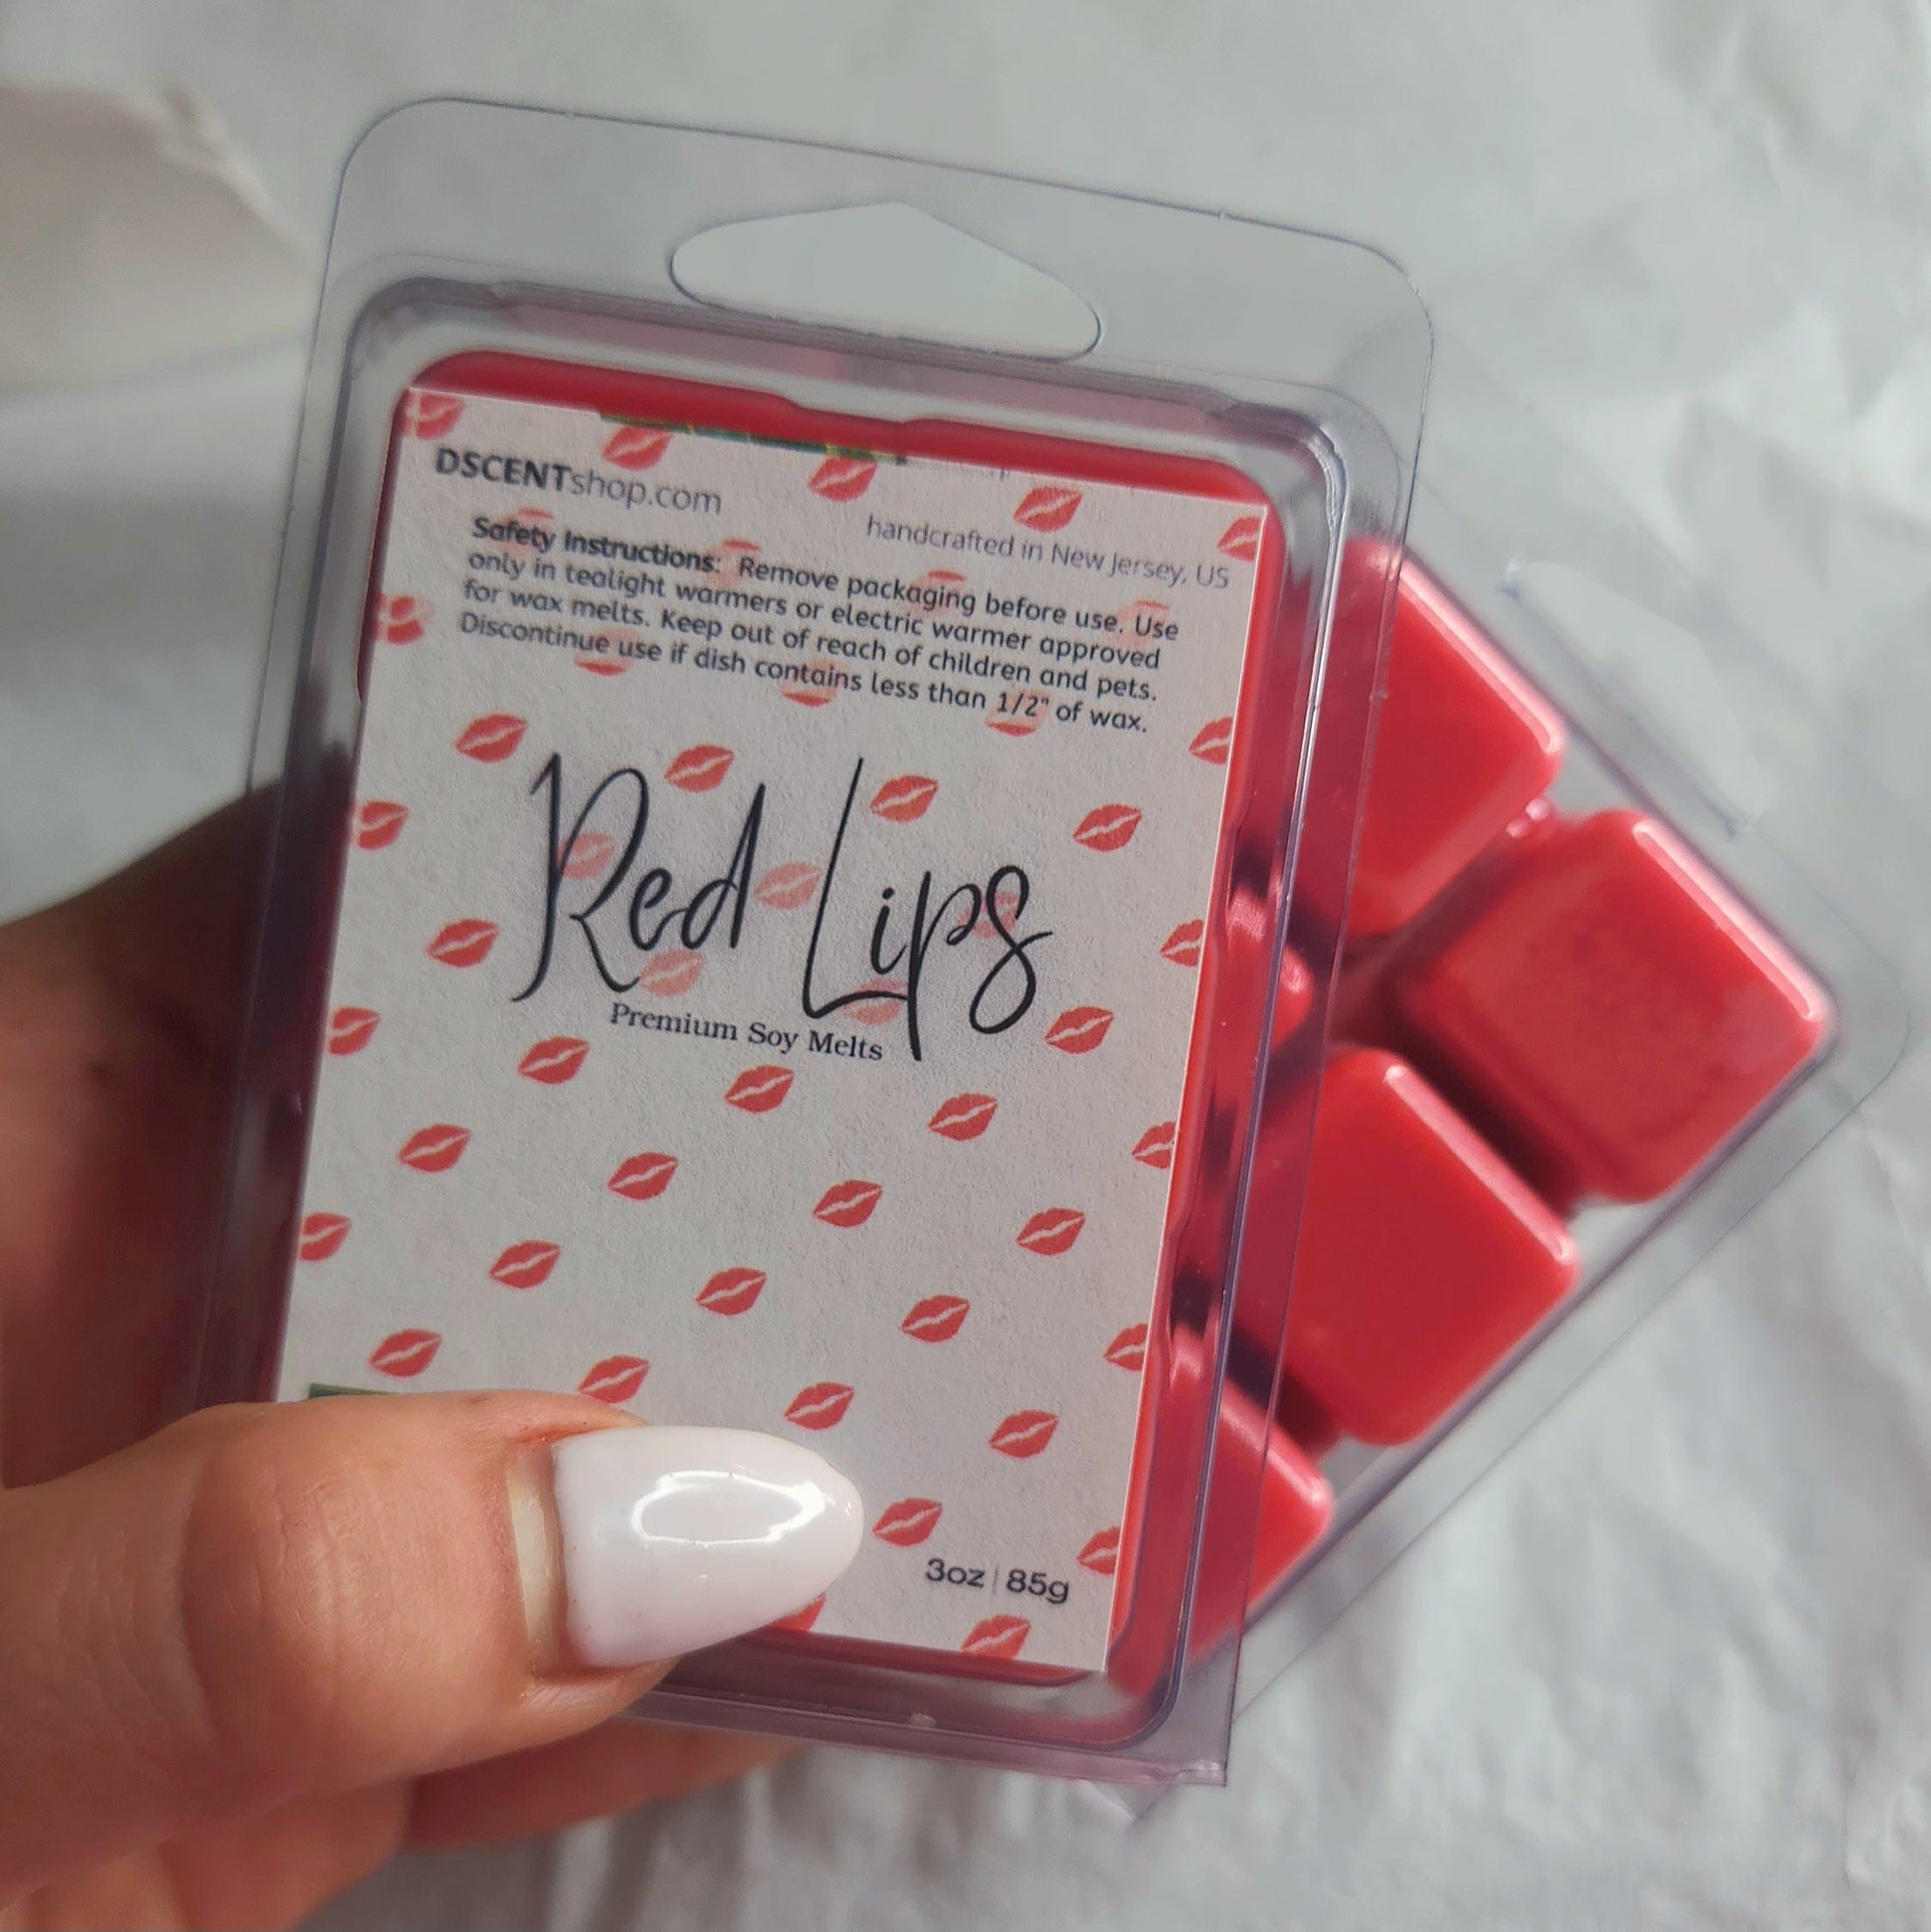 DSCENTshop.com
handcrafted in New Jersey, US
Safety Instructions: Remove packaging before use. Use
only in tealight warmers or electric warmer approved
for wax melts. Keep out of reach of children and pets.
Discontinue use if dish contains less than 1/2" of wax.
Red Lips
Premium Soy Melts
3oz | 85g